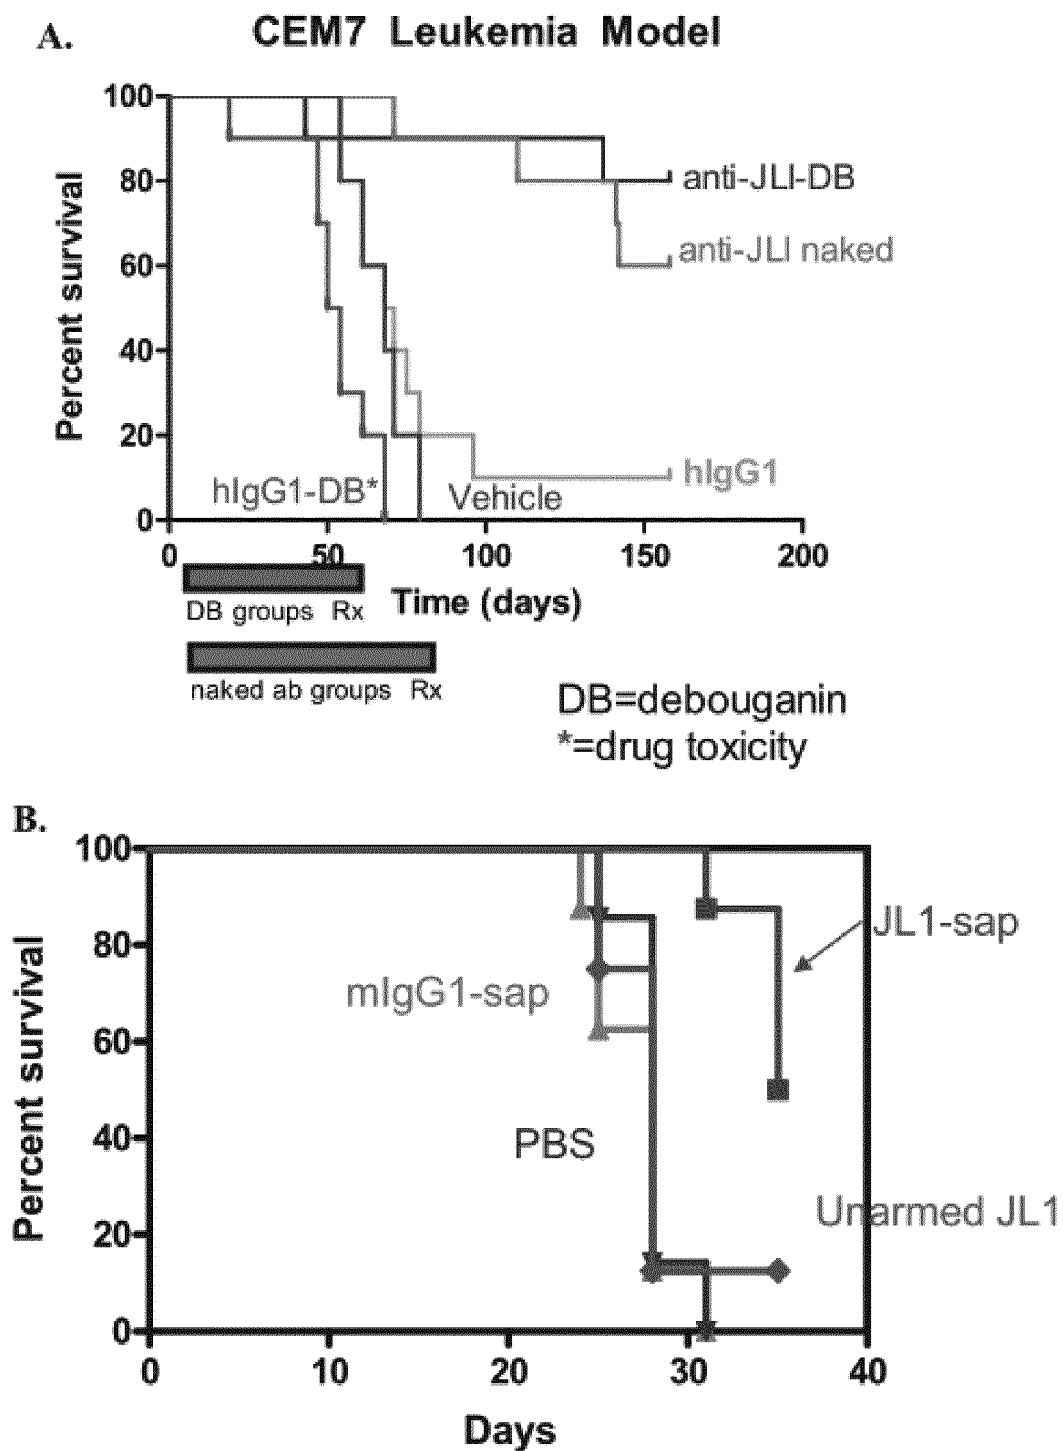 A.
CEM7 Leukemia Model
100
80
60
40
20
0
Percent survival
anti-JLI-DB
anti-JLI naked
hIgG1
hIgG1-DB*
Vehicle
0 50 100 150 200
Time (days)
DB groups Rx
naked ab groups Rx
DB=debouganin
*=drug toxicity
B.
100
80
60
40
20
0
Percent survival
JL1-sap
mIgG1-sap
PBS
Unarmed JL1
0 10 20 30 40
Days